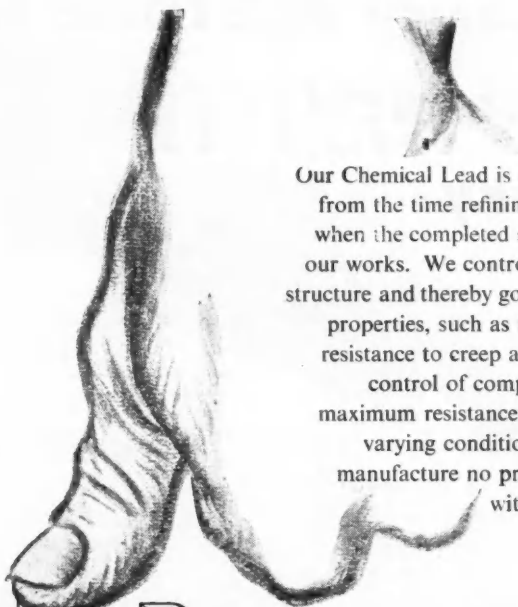 Our Chemical Lead is
from the time refinin
when the completed
our works. We contro
structure and thereby go
properties, such as
resistance to creep a
control of comp
maximum resistance
varying conditio
manufacture no pr
wit